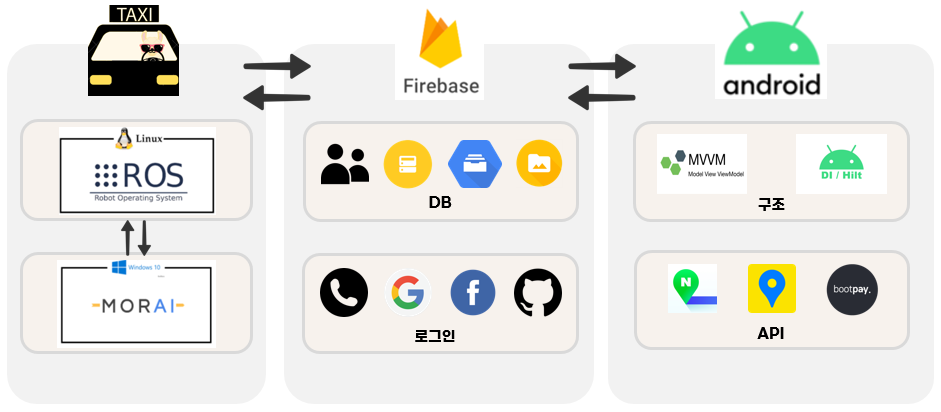 TAXI
Firebase
android
Linux
ROS
Robot Operating System
Windows 10
MORAI
DB
로그인
MVVM
Model View ViewModel
DI / Hilt
구조
N
bootpay.
API